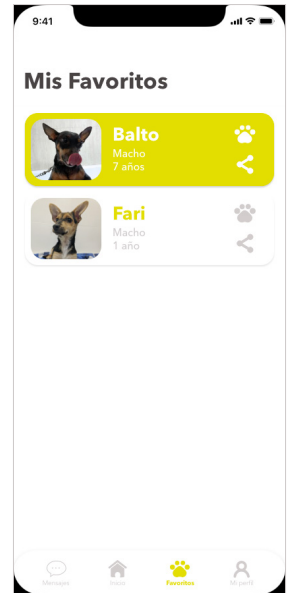 9:41
Mis Favoritos
Balto
Macho
7 años
Fari
Macho
1 año
Mensajes
Inicio
Favoritos
Mi perfil